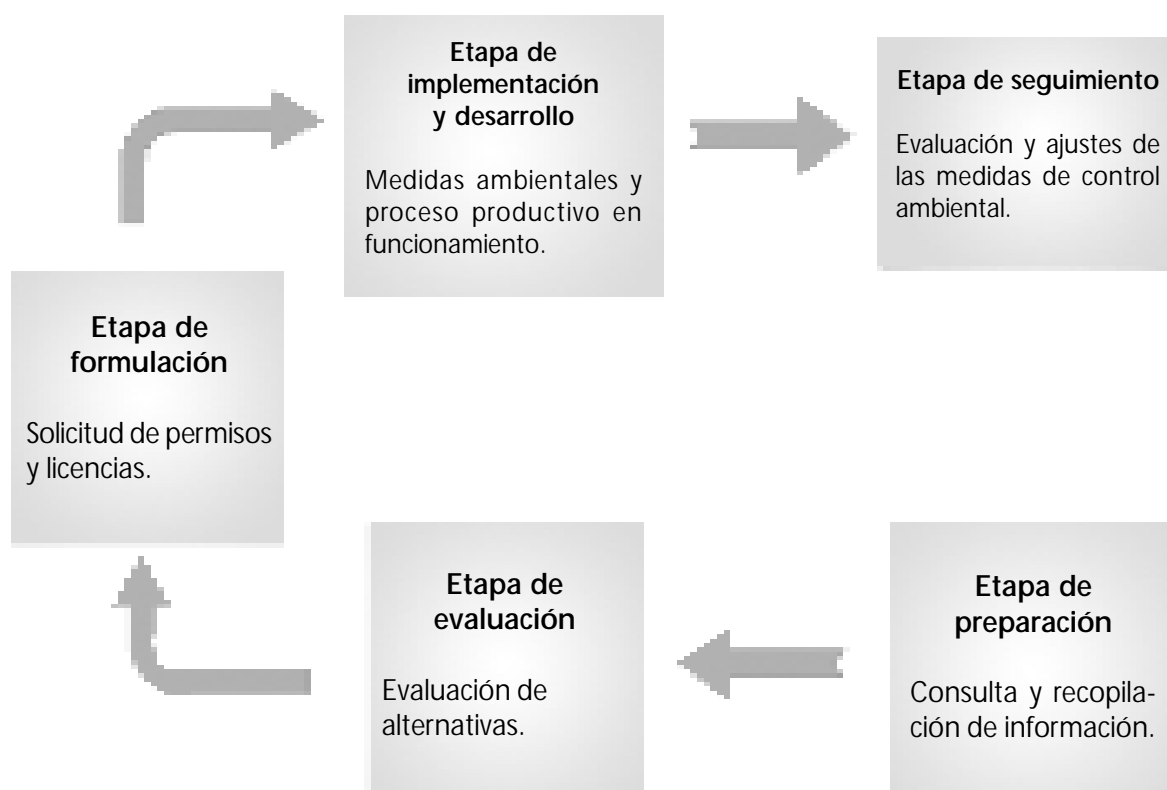 Etapa de
implementación
y desarrollo
Medidas ambientales y
proceso productivo en
funcionamiento.
Etapa de seguimiento
Evaluación y ajustes de
las medidas de control
ambiental.
Etapa de
formulación
Solicitud de permisos
y licencias.
Etapa de
evaluación
Evaluación de
alternativas.
Etapa de
preparación
Consulta y recopila-
ción de información.